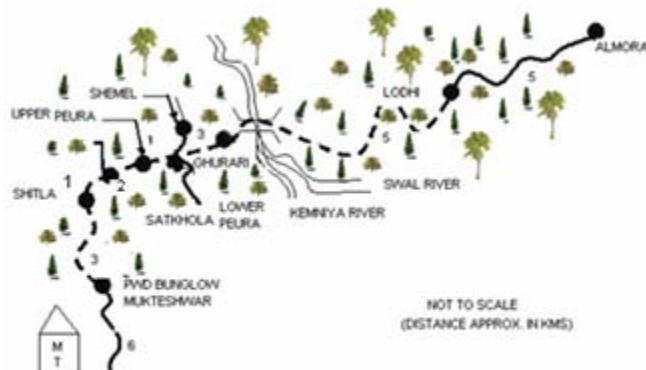 ALMORA
5
LODHI
SHEMEL
UPPER
PEURA
1
3
GHURARI
5
SWAL RIVER
SHITLA
1
2
SATKHOLA
LOWER
PEURA
KEMNIYA RIVER
3
PWD BUNGLOW
MUKTESHWAR
NOT TO SCALE
(DISTANCE APPROX. IN KMS)
M
T
6